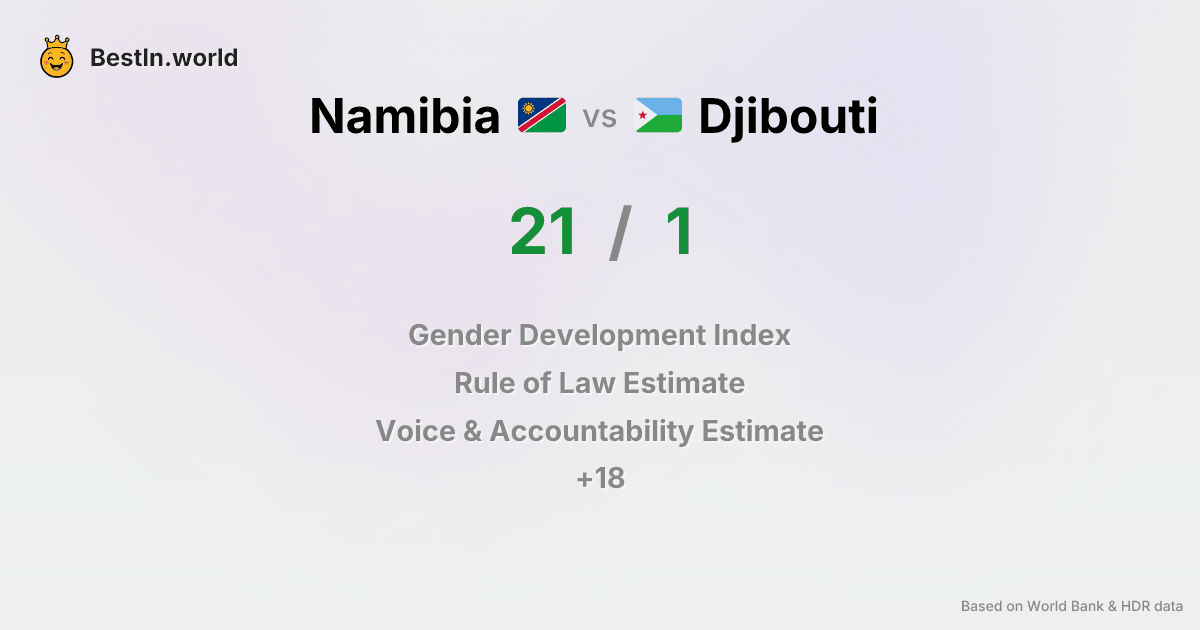 BestIn.world
Namibia vs Djibouti
21 / 1
Gender Development Index
Rule of Law Estimate
Voice & Accountability Estimate
+18
Based on World Bank & HDR data